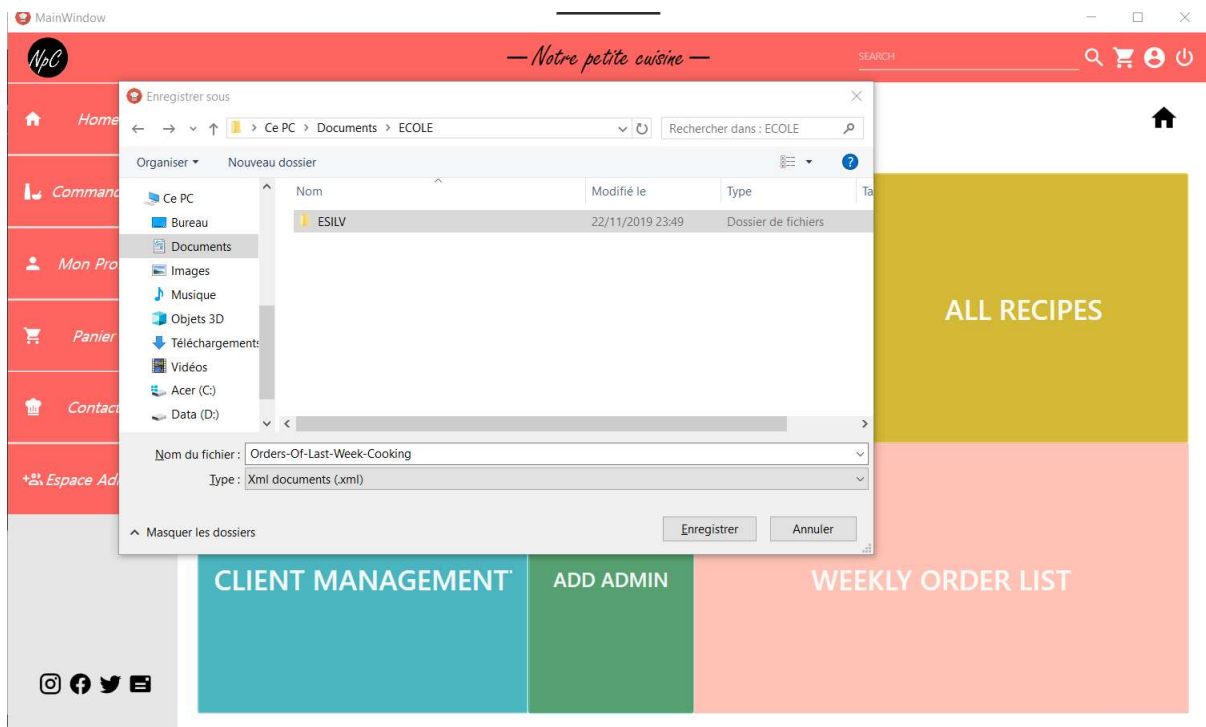 MainWindow
NpC
— Notre petite cuisine —
SEARCH
Home
Command
Mon Pro
Panier
Contact
Espace Ad
Enregistrer sous
Ce PC > Documents > ECOLE
Rechercher dans : ECOLE
Organiser
Nouveau dossier
Nom
Modifié le
Type
Ta
Ce PC
Bureau
Documents
Images
Musique
Objets 3D
Téléchargements
Vidéos
Acer (C:)
Data (D:)
ESILV
22/11/2019 23:49
Dossier de fichiers
Nom du fichier :
Orders-Of-Last-Week-Cooking
Type :
Xml documents (.xml)
Masquer les dossiers
Enregistrer
Annuler
ALL RECIPES
CLIENT MANAGEMENT
ADD ADMIN
WEEKLY ORDER LIST